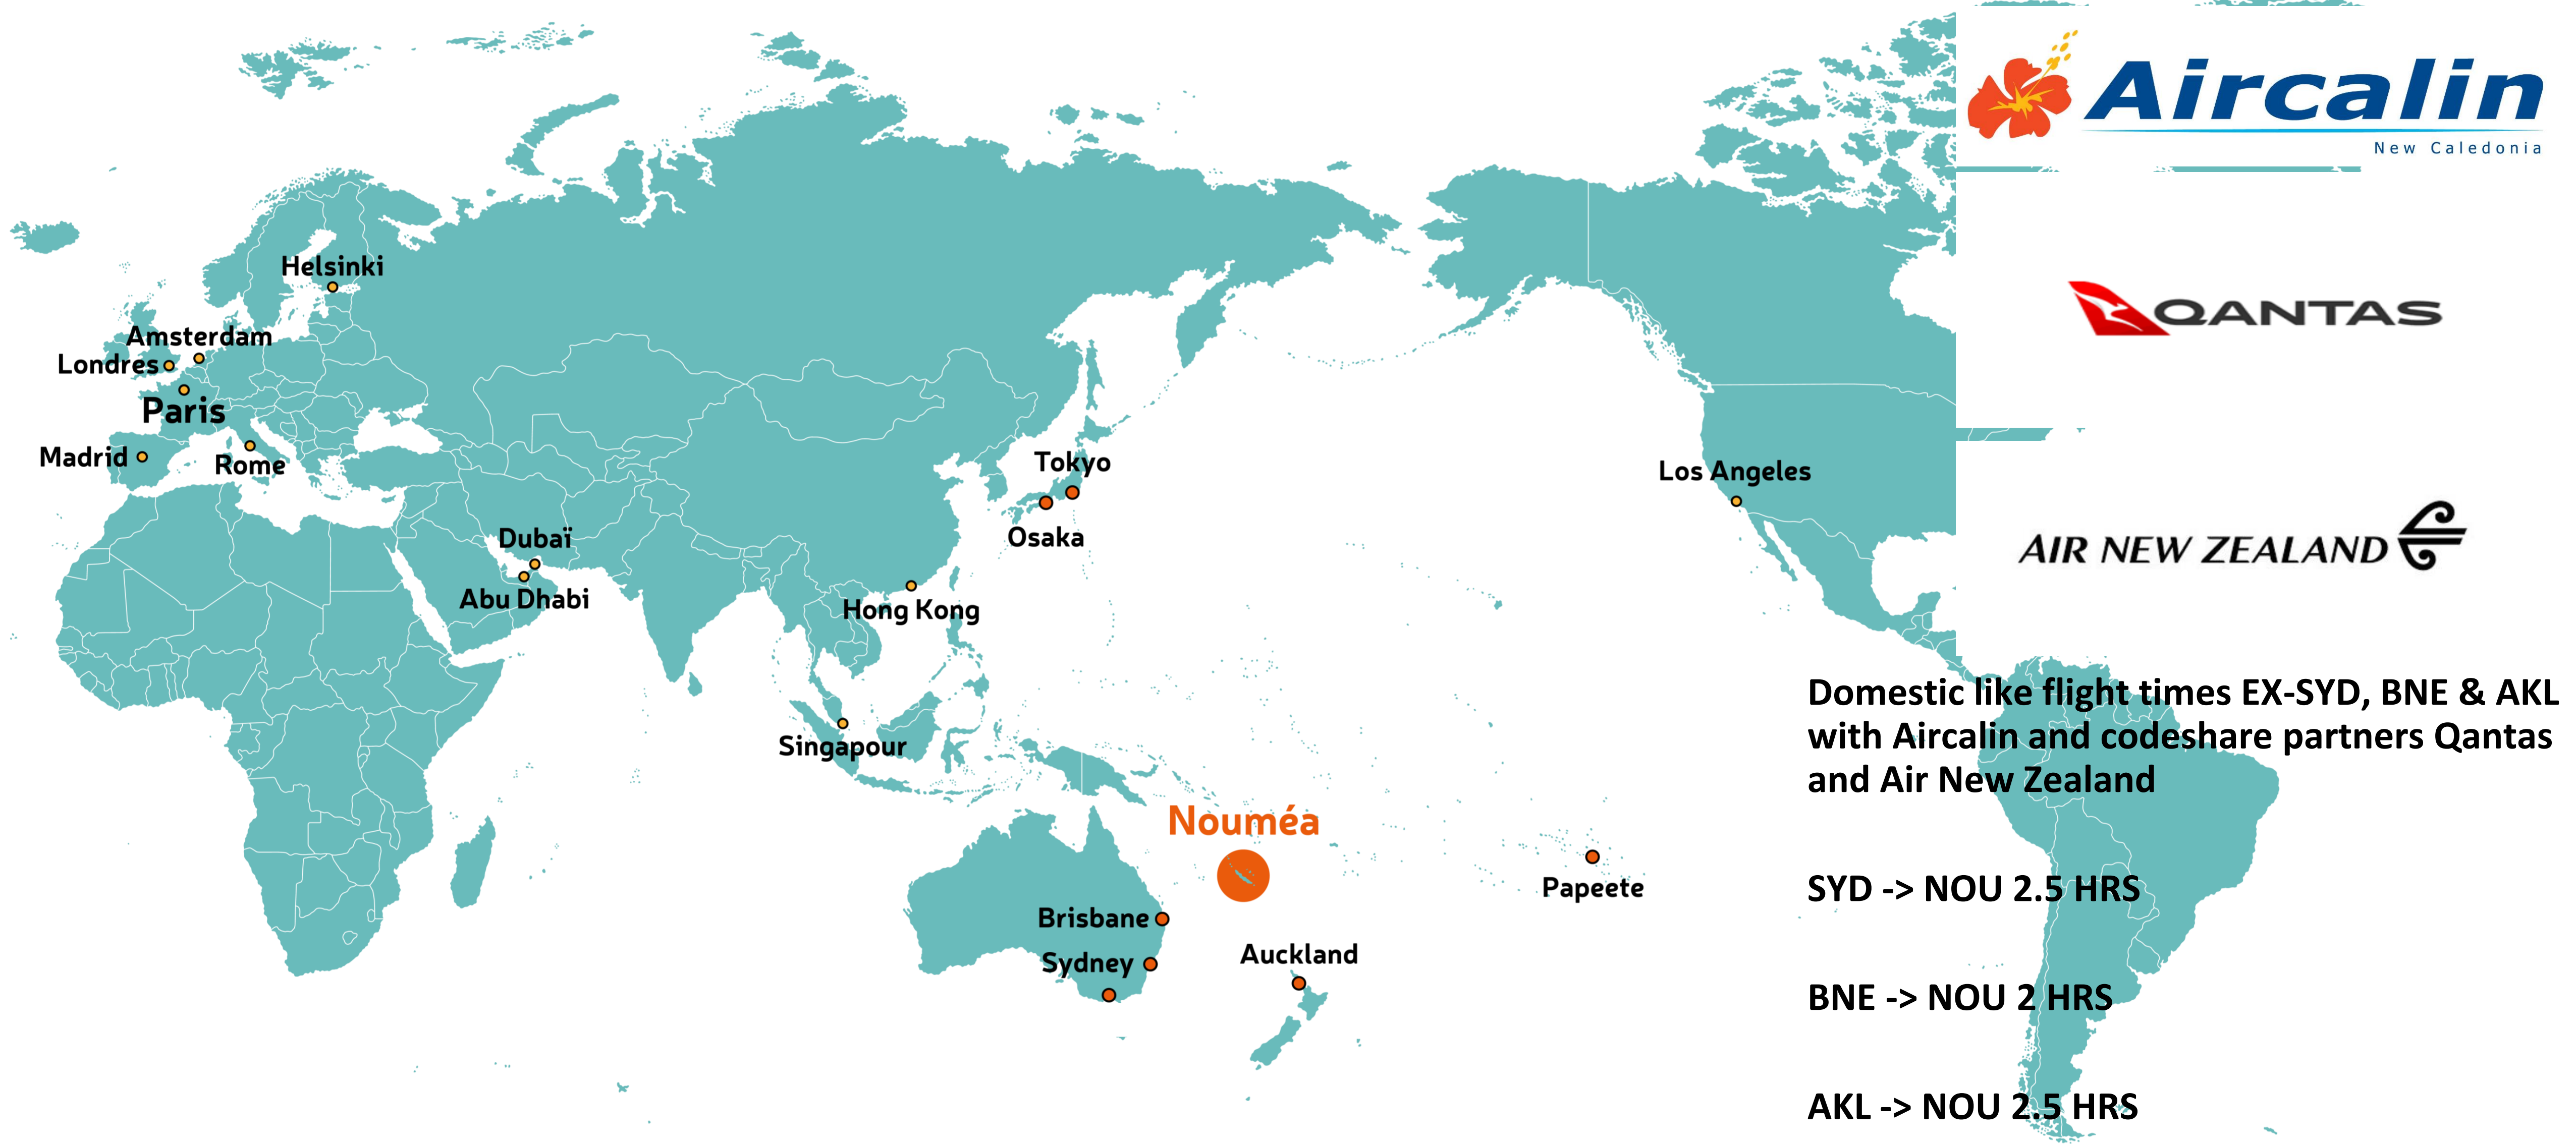 Aircalin
New Caledonia
Helsinki
QANTAS
Amsterdam
Londres
Paris
Madrid
Rome
Tokyo
Los Angeles
Osaka
Dubaï
Abu Dhabi
AIR NEW ZEALAND
Hong Kong
Singapour
Domestic like flight times EX-SYD, BNE & AKL
with Aircalin and codeshare partners Qantas
and Air New Zealand
Nouméa
Papeete
SYD -> NOU 2.5 HRS
Brisbane
Sydney
Auckland
BNE -> NOU 2 HRS
AKL -> NOU 2.5 HRS